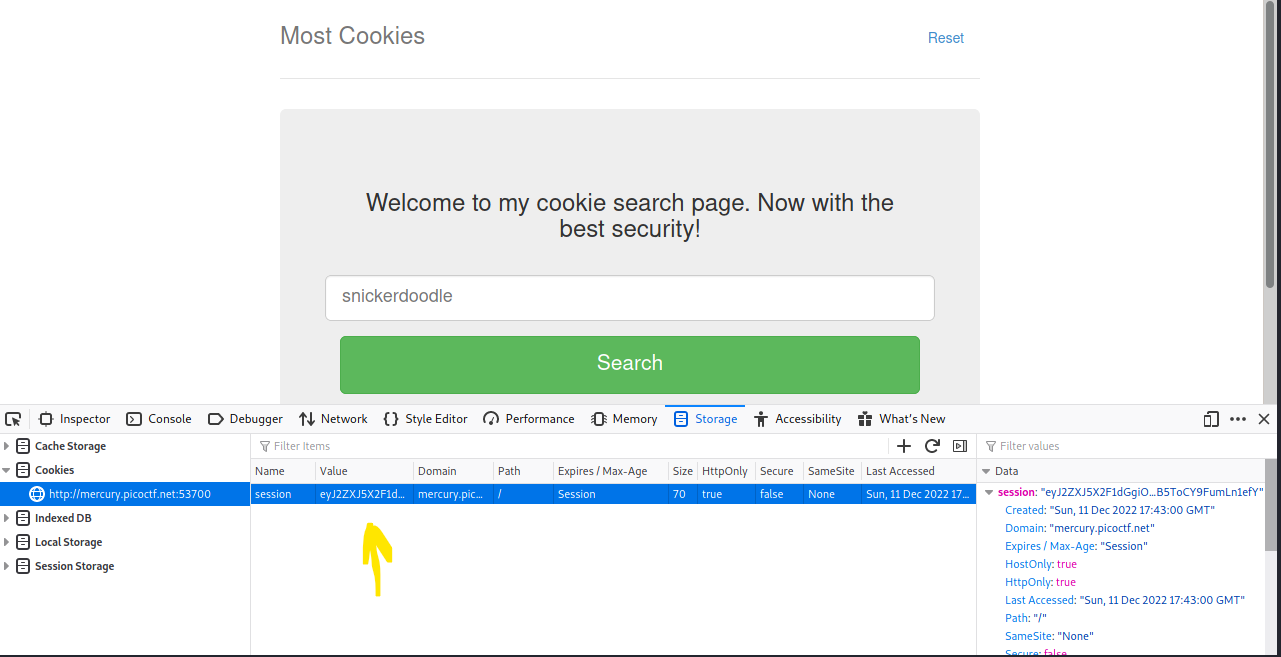 Most Cookies
Reset
Welcome to my cookie search page. Now with the
best security!
snickerdoodle
Search
Inspector Console Debugger Network Style Editor Performance Memory Storage Accessibility What's New
Cache Storage
Cookies
http://mercury.picoctf.net:53700
Indexed DB
Local Storage
Session Storage
Filter Items
Name Value Domain Path Expires / Max-Age Size HttpOnly Secure SameSite Last Accessed
session eyJ2ZXJ5X2F1d... mercury.pic... / Session 70 true false None Sun, 11 Dec 2022 17...
Filter values
Data
session: "eyJ2ZXJ5X2F1dGgiO...B5ToCY9FumLn1efY"
Created: "Sun, 11 Dec 2022 17:43:00 GMT"
Domain: "mercury.picoctf.net"
Expires / Max-Age: "Session"
HostOnly: true
HttpOnly: true
Last Accessed: "Sun, 11 Dec 2022 17:43:00 GMT"
Path: "/"
SameSite: "None"
Secure: false